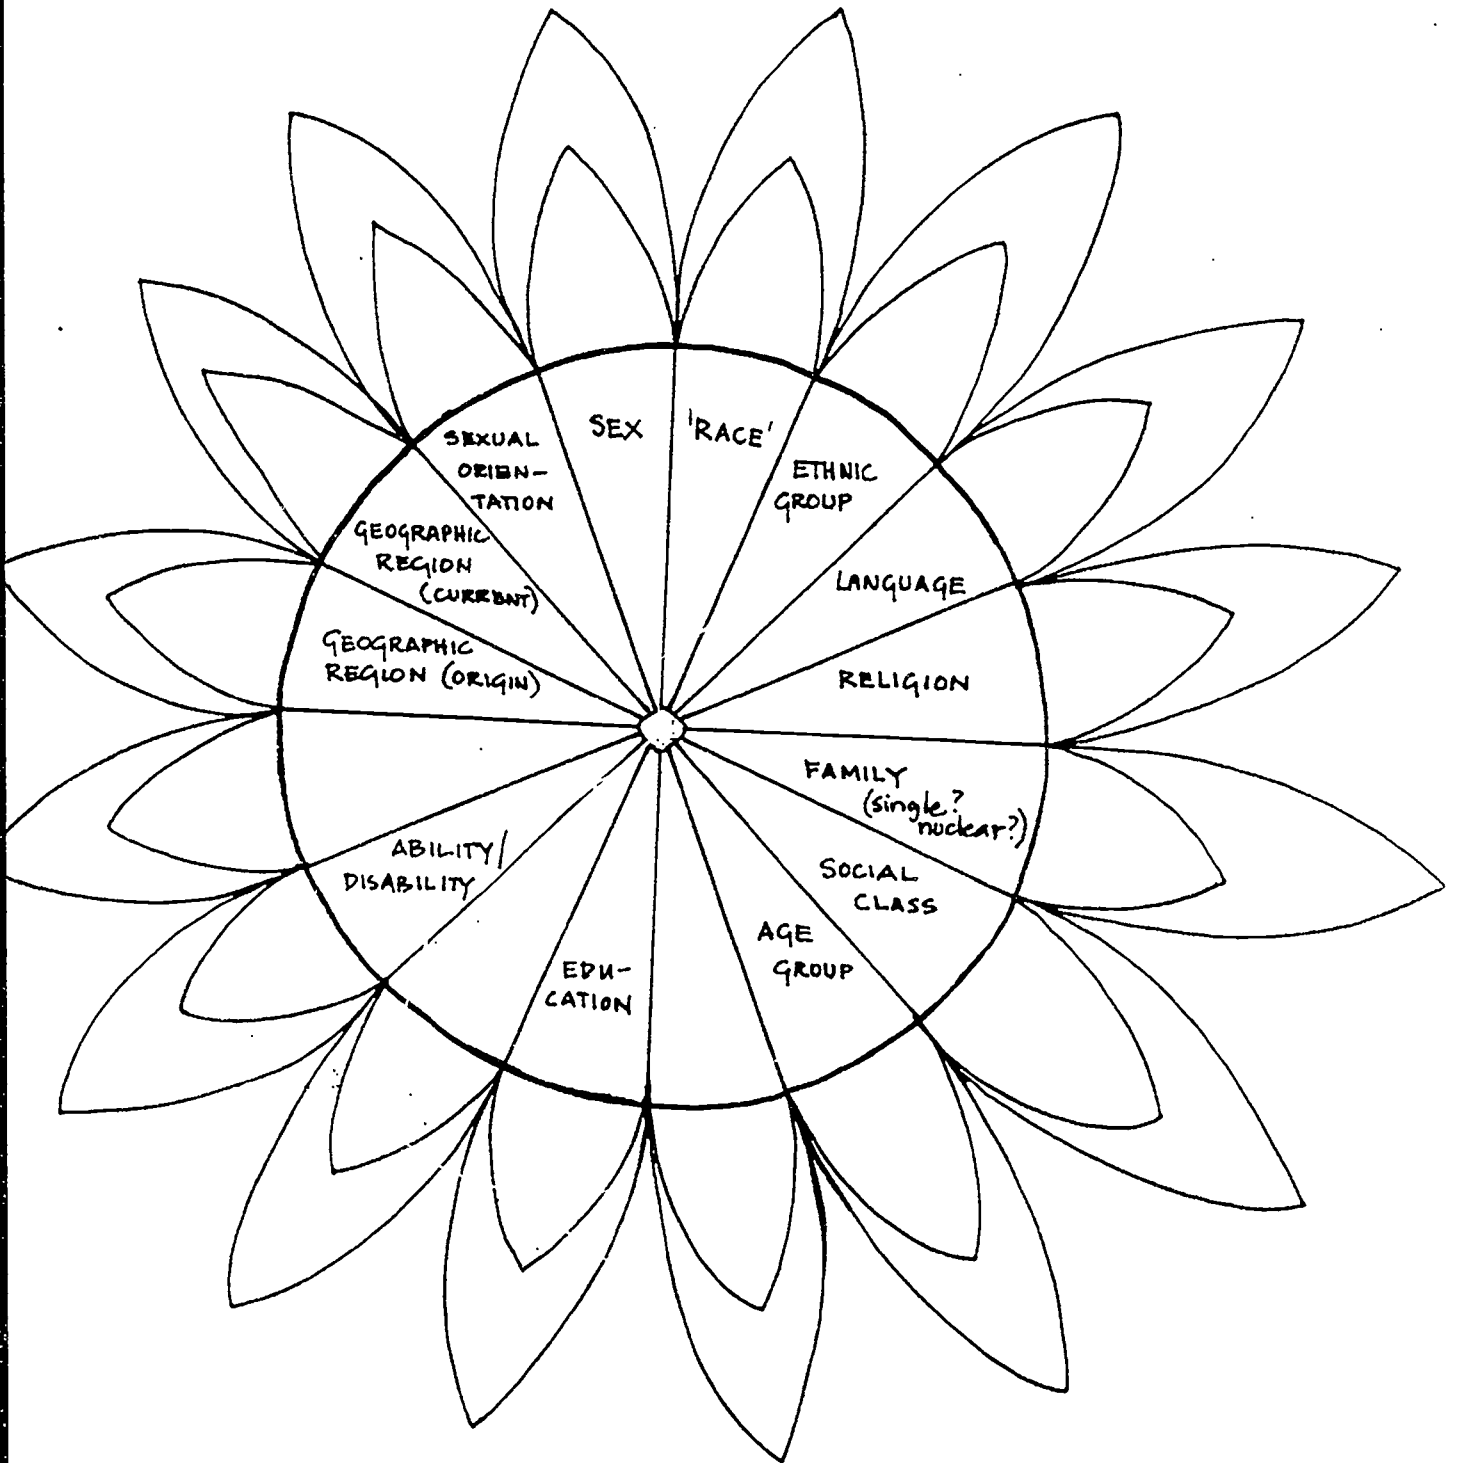 SEX
'RACE'
ETHNIC
GROUP
LANGUAGE
RELIGION
FAMILY
(single?
nuclear?)
SOCIAL
CLASS
AGE
GROUP
EDU-
CATION
ABILITY/
DISABILITY
GEOGRAPHIC
REGION (ORIGIN)
GEOGRAPHIC
REGION
(CURRENT)
SEXUAL
ORIEN-
TATION